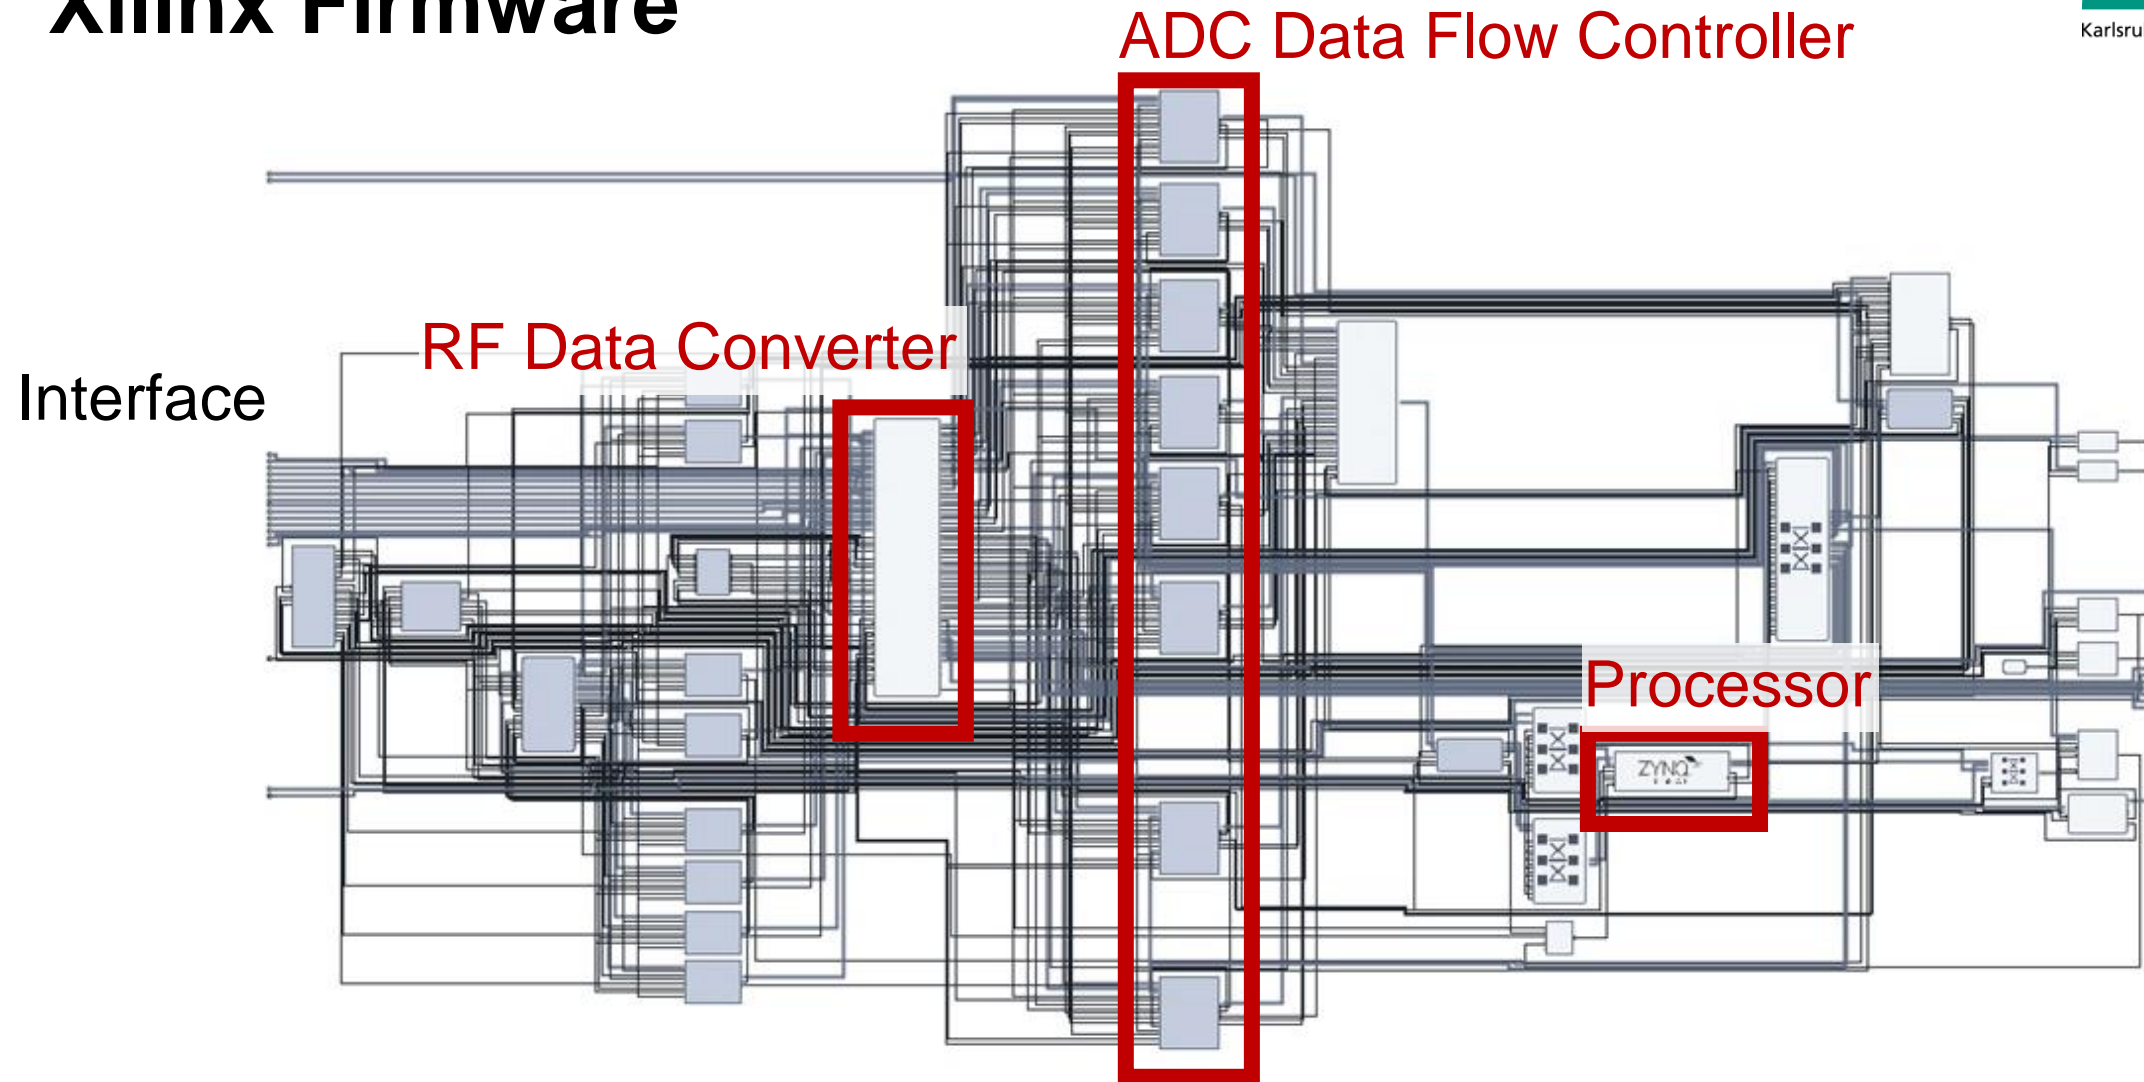 Xilinx Firmware
ADC Data Flow Controller
Karlsru
RF Data Converter
Interface
Processor
ZYNQ